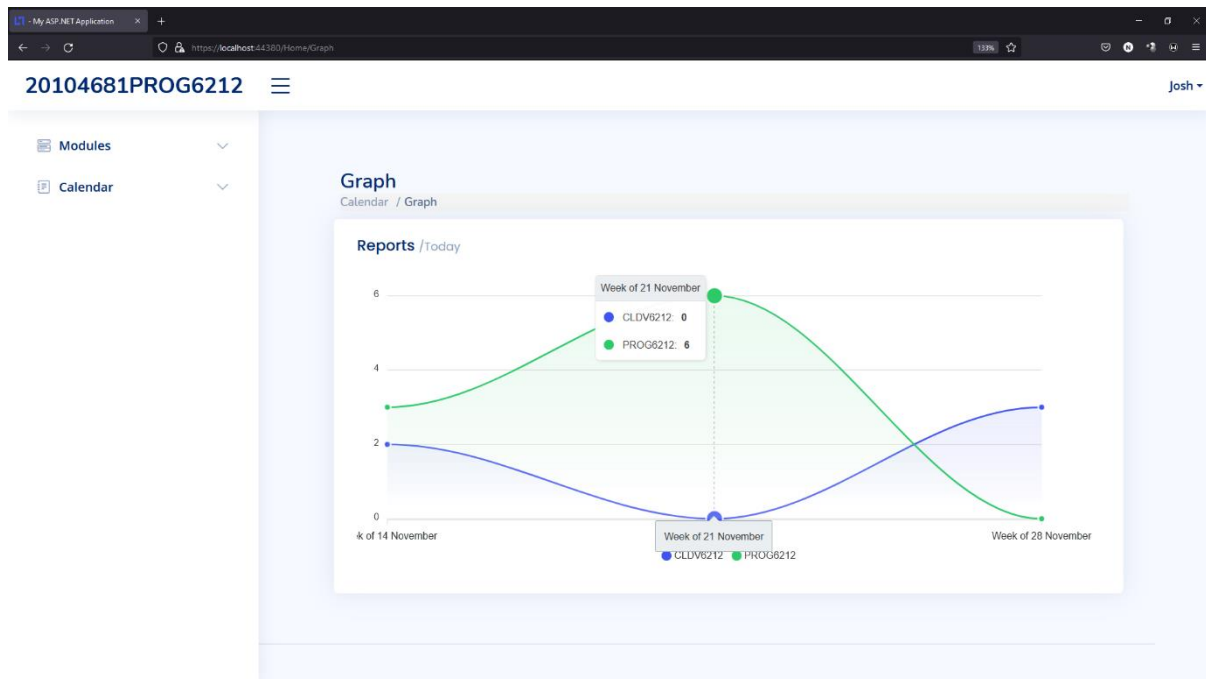 - My ASP.NET Application
https://localhost:44380/Home/Graph
133%
20104681PROG6212
Josh
Modules
Calendar
Graph
Calendar / Graph
Reports /Today
6
4
2
0
Week of 21 November
CLDV6212: 0
PROG6212: 6
k of 14 November
Week of 21 November
Week of 28 November
CLDV6212 PROG6212